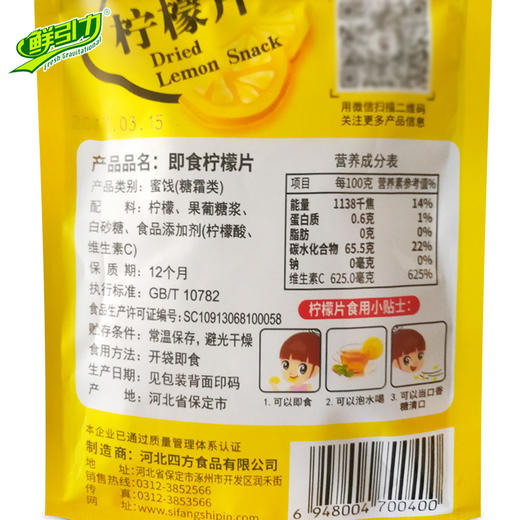 鲜引力
Fresh Gravitation
柠檬片
Dried
Lemon Snack
用微信扫描二维码
关注更多产品信息
.03.15
产品品名：即食柠檬片
产品类别：蜜饯(糖霜类)
配 料：柠檬、果葡糖浆、
白砂糖、食品添加剂(柠檬酸、
维生素C)
保 质 期：12个月
执行标准：GB/T 10782
食品生产许可证编号：SC10913068100058
贮存条件：常温保存，避光干燥
食用方法：开袋即食
生产日期：见包装背面印码
产 地：河北省保定市
营养成分表
项目 每100克 营养素参考值%
能量 1138千焦 14%
蛋白质 0.6克 1%
脂肪 0克 0%
碳水化合物 65.5克 22%
钠 0毫克 0%
维生素C 625.0毫克 625%
柠檬片食用小贴士：
1. 可以即食
2. 可以泡水喝
3. 可以当口香
糖清口
本企业已通过质量管理体系认证
制造商：河北四方食品有限公司
地址：河北省保定市涿州市开发区润禾街
销售热线：0312-3852566
传真：0312-3853566
网址：www.sifangshipin.com
6 948004 700400